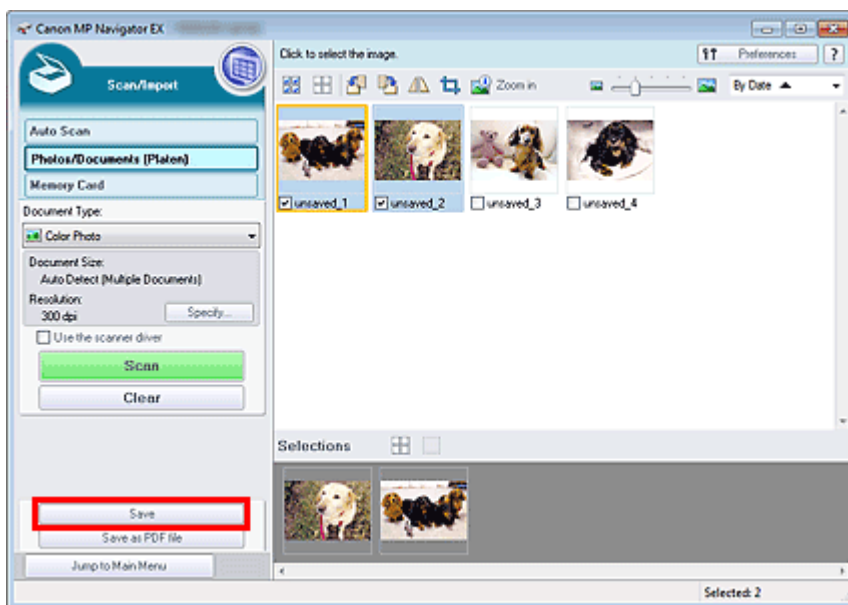 Canon MP Navigator EX
Scan/Import
Auto Scan
Photos/Documents (Platen)
Memory Card
Document Type:
Color Photo
Document Size:
Auto Detect (Multiple Documents)
Resolution:
300 dpi
Specify...
Use the scanner driver
Scan
Clear
Save
Save as PDF file
Jump to Main Menu
Click to select the image.
Preferences
?
Zoom in
By Date
unsaved_1
unsaved_2
unsaved_3
unsaved_4
Selections
Selected: 2